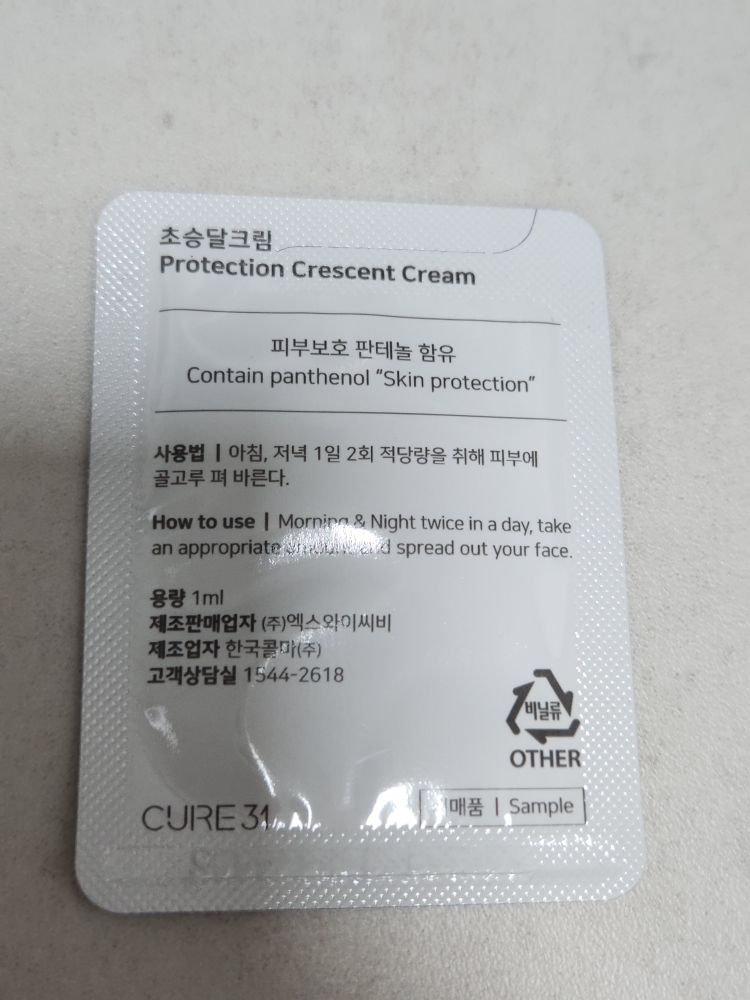 초승달크림
Protection Crescent Cream
피부보호 판테놀 함유
Contain panthenol "Skin protection"
사용법 | 아침, 저녁 1일 2회 적당량을 취해 피부에
골고루 펴 바른다.
How to use | Morning & Night twice in a day, take
an appropriate amount and spread out your face.
용량 1ml
제조판매업자 (주)엑스와이씨비
제조업자 한국콜마(주)
고객상담실 1544-2618
비닐류
OTHER
CURE 31
매품 | Sample